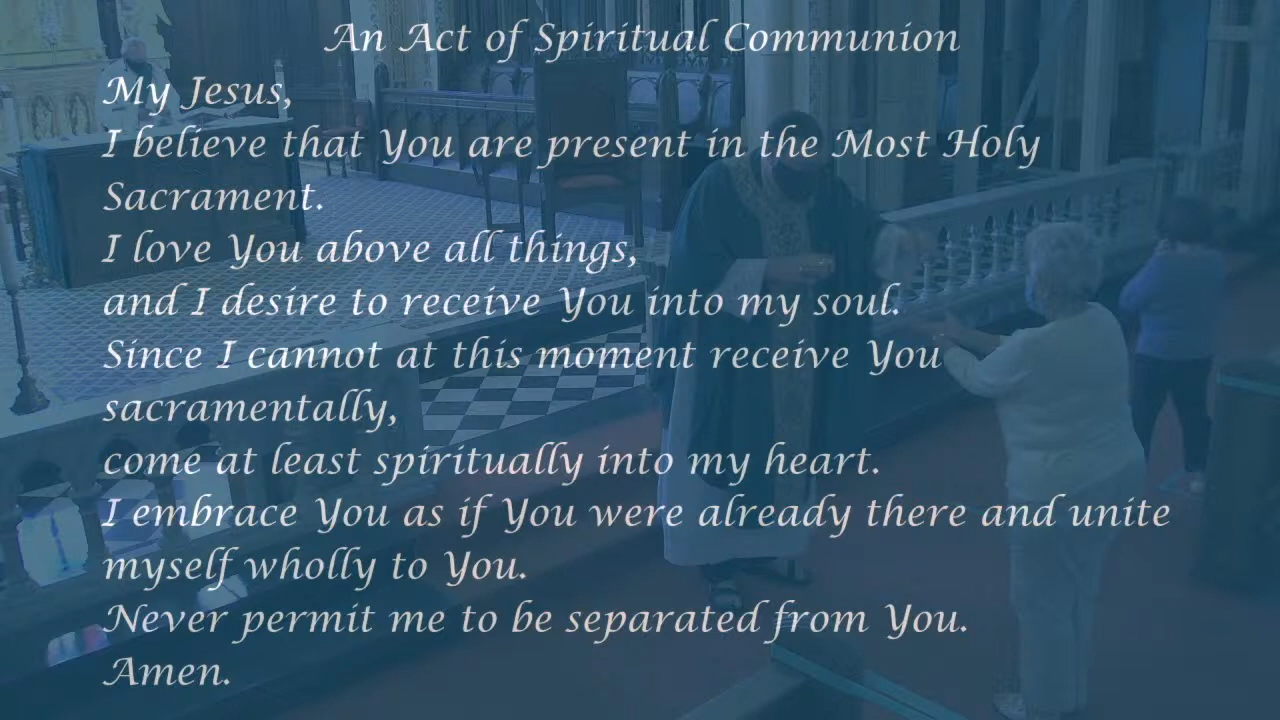 An Act of Spiritual Communion
My Jesus,
I believe that You are present in the Most Holy
Sacrament.
I love You above all things,
and I desire to receive You into my soul.
Since I cannot at this moment receive You
sacramentally,
come at least spiritually into my heart.
I embrace You as if You were already there and unite
myself wholly to You.
Never permit me to be separated from You.
Amen.